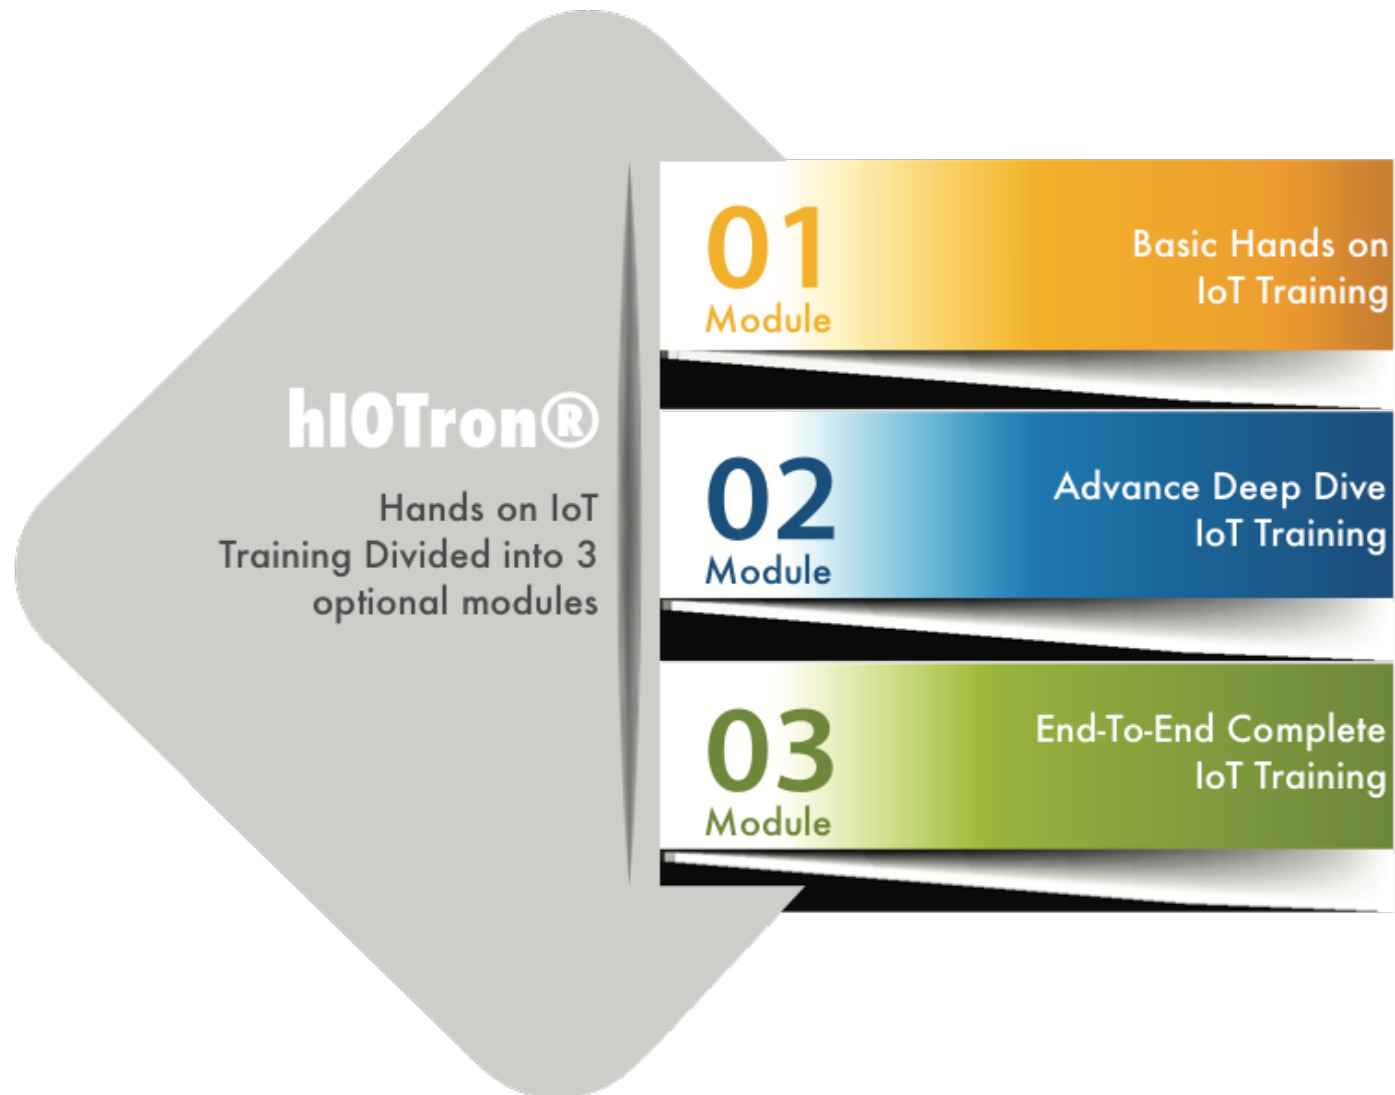 hIOTron®
Hands on IoT
Training Divided into 3
optional modules
01
Module
Basic Hands on
IoT Training
02
Module
Advance Deep Dive
IoT Training
03
Module
End-To-End Complete
IoT Training